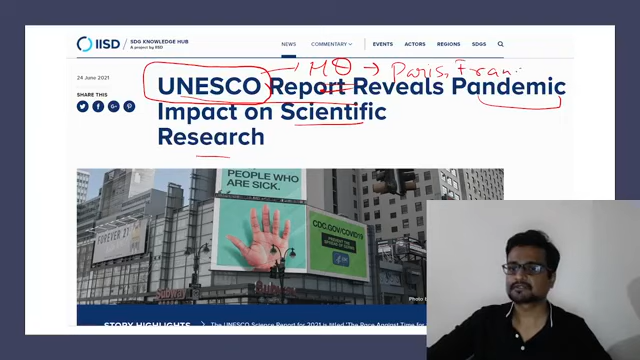 IISD
SDG KNOWLEDGE HUB
A project by IISD
NEWS
COMMENTARY
EVENTS
ACTORS
REGIONS
SDGS
24 June 2021
SHARE THIS
→ Paris, Fran
UNESCO Report Reveals Pandemic
Impact on Scientific
Research
PEOPLE WHO
ARE SICK.
FOREVER 21
CDC.GOV/COVID19
SUBWAY
Photo
STORY HIGHLIGHTS
The UNESCO Science Report for 2021 is titled 'The Race Against Time for